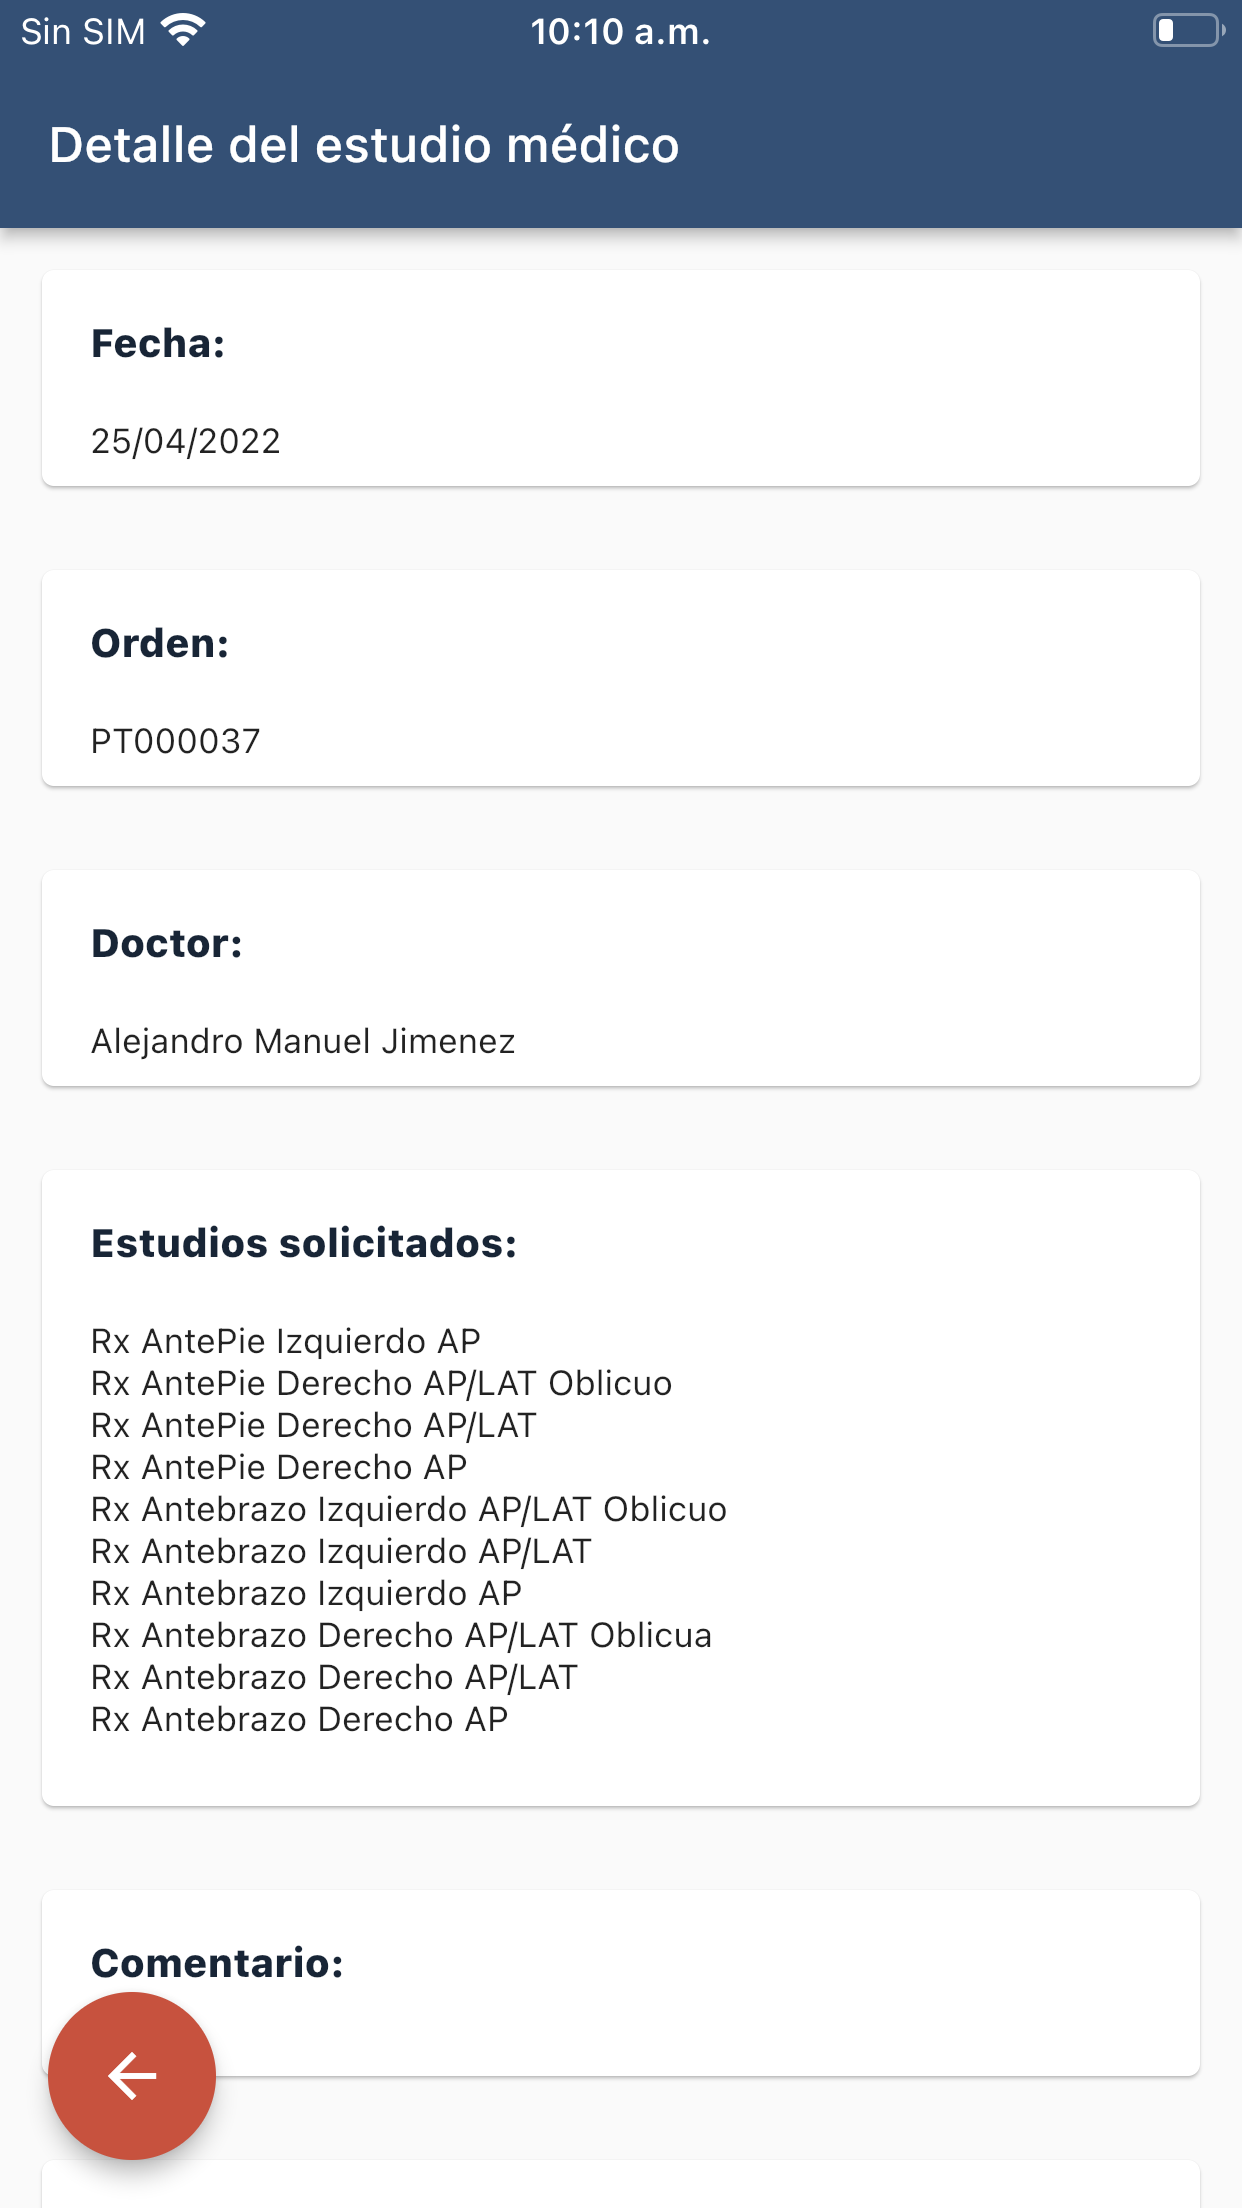 Sin SIM
10:10 a.m.
Detalle del estudio médico
Fecha:
25/04/2022
Orden:
PT000037
Doctor:
Alejandro Manuel Jimenez
Estudios solicitados:
Rx AntePie Izquierdo AP
Rx AntePie Derecho AP/LAT Oblicuo
Rx AntePie Derecho AP/LAT
Rx AntePie Derecho AP
Rx Antebrazo Izquierdo AP/LAT Oblicuo
Rx Antebrazo Izquierdo AP/LAT
Rx Antebrazo Izquierdo AP
Rx Antebrazo Derecho AP/LAT Oblicua
Rx Antebrazo Derecho AP/LAT
Rx Antebrazo Derecho AP
Comentario: